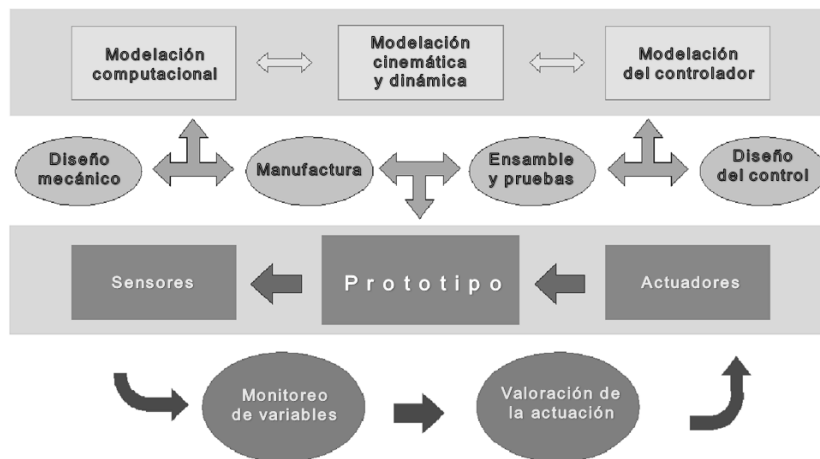 Modelación
computacional
Modelación
cinemática
y dinámica
Modelación
del controlador
Diseño
mecánico
Manufactura
Ensamble
y pruebas
Diseño
del control
Sensores
Prototipo
Actuadores
Monitoreo
de variables
Valoración de
la actuación